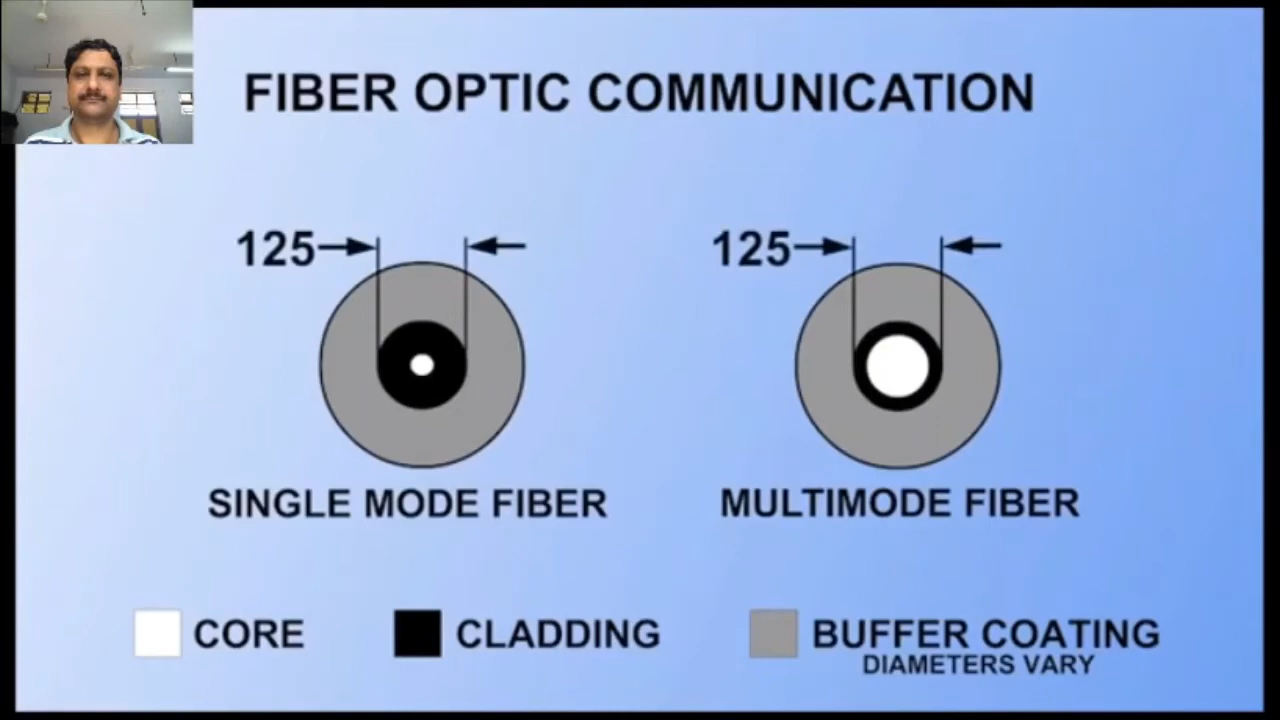 FIBER OPTIC COMMUNICATION
125
125
SINGLE MODE FIBER
MULTIMODE FIBER
CORE
CLADDING
BUFFER COATING
DIAMETERS VARY